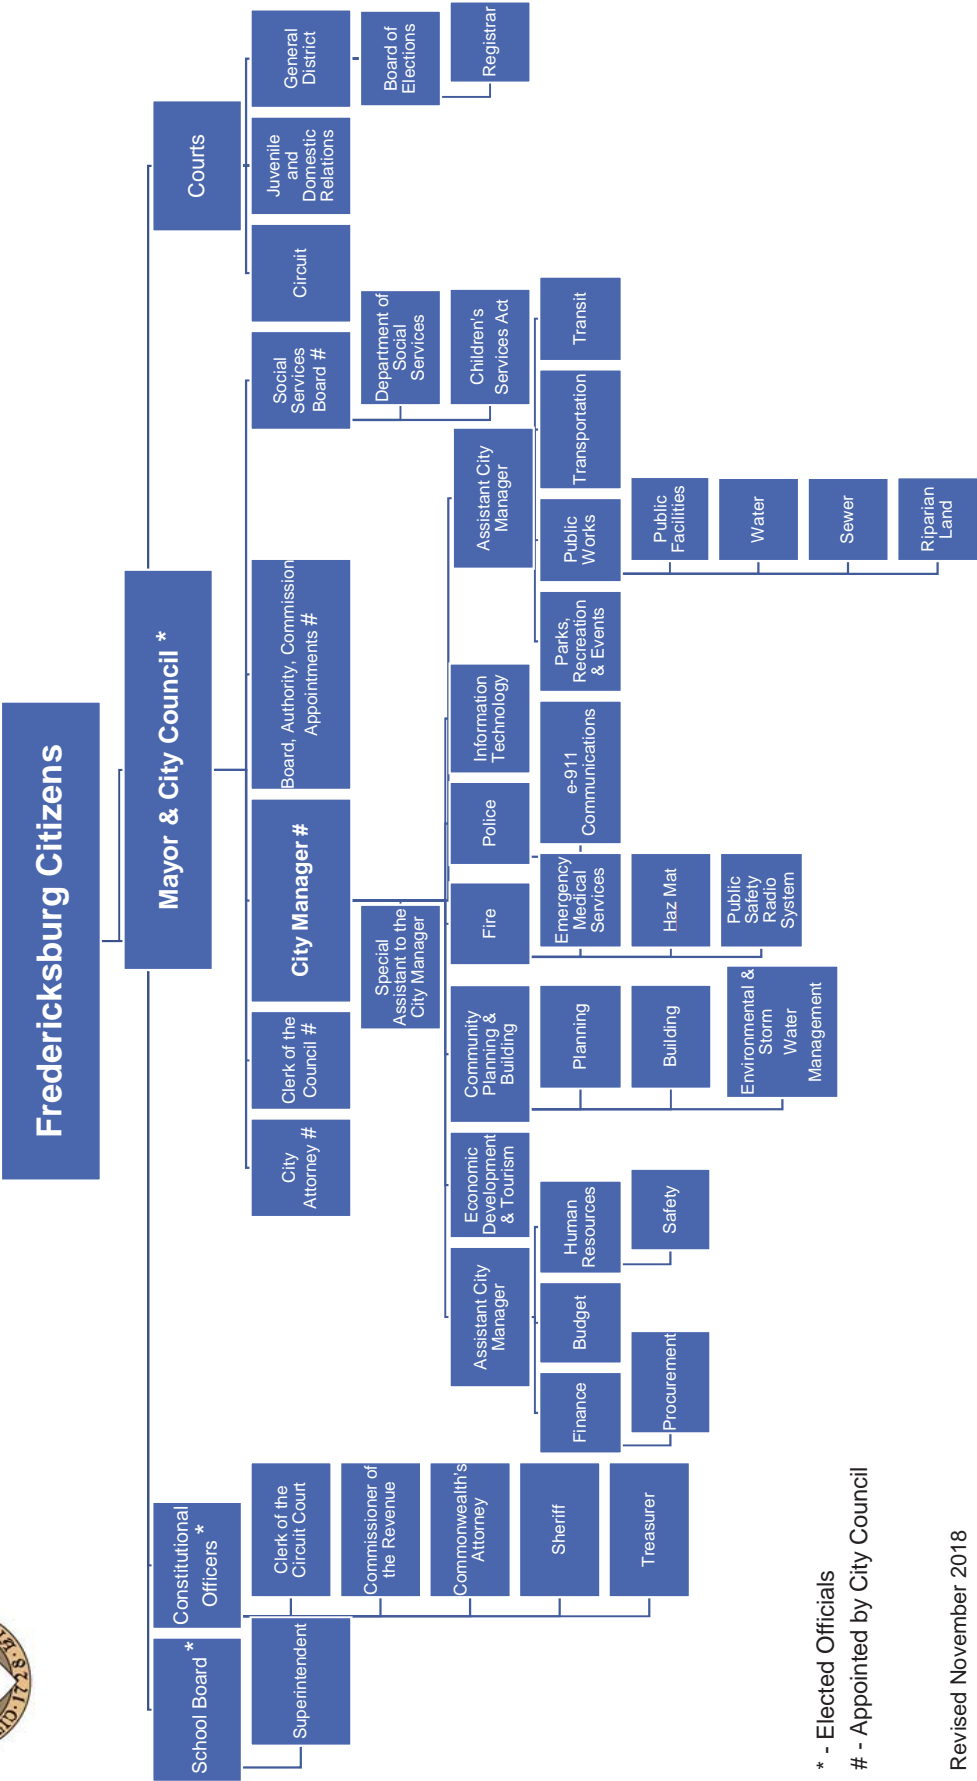 Fredericksburg Citizens
Mayor & City Council *
School Board *
Superintendent
Constitutional
Officers *
Clerk of the
Circuit Court
Commissioner of
the Revenue
Commonwealth's
Attorney
Sheriff
Treasurer
Courts
Circuit
Juvenile
and
Domestic
Relations
General
District
Board of
Elections
Registrar
City
Attorney #
Clerk of the
Council #
City Manager #
Board, Authority, Commission
Appointments #
Social
Services
Board #
Department of
Social
Services
Children's
Services Act
Special
Assistant to the
City Manager
Assistant City
Manager
Finance
Procurement
Budget
Human
Resources
Safety
Economic
Development
& Tourism
Community
Planning &
Building
Planning
Building
Environmental &
Storm
Water
Management
Fire
Emergency
Medical
Services
Haz Mat
Public
Safety
Radio
System
Police
e-911
Communications
Information
Technology
Assistant City
Manager
Parks,
Recreation
& Events
Public
Works
Public
Facilities
Water
Sewer
Riparian
Land
Transportation
Transit
* - Elected Officials
# - Appointed by City Council
Revised November 2018
1728